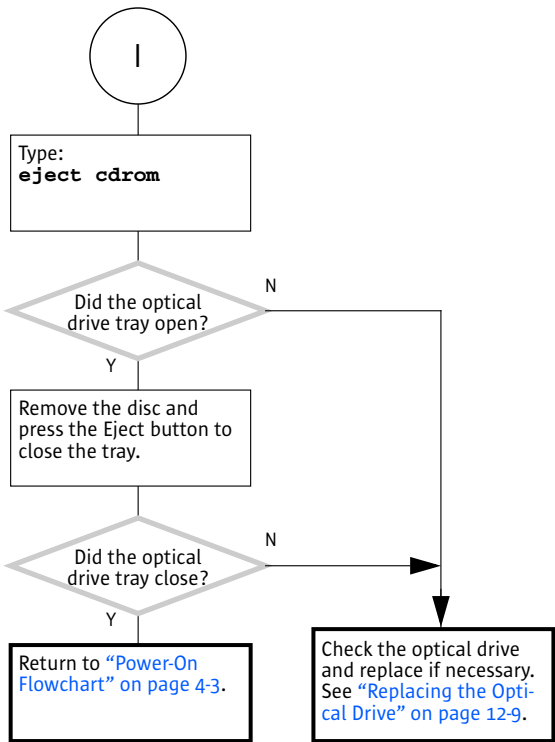 I
Type:
eject cdrom
Did the optical
drive tray open?
N
Y
Remove the disc and
press the Eject button to
close the tray.
Did the optical
drive tray close?
N
Y
Return to “Power-On
Flowchart” on page 4-3.
Check the optical drive
and replace if necessary.
See “Replacing the Opti-
cal Drive” on page 12-9.